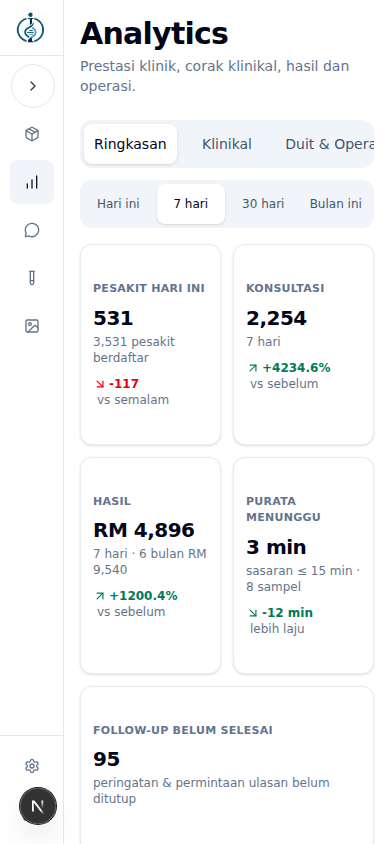 Analytics
Prestasi klinik, corak klinikal, hasil dan
operasi.
Ringkasan Klinikal Duit & Opera
Hari ini 7 hari 30 hari Bulan ini
PESAKIT HARI INI
531
3,531 pesakit
berdaftar
-117
vs semalam
KONSULTASI
2,254
7 hari
+4234.6%
vs sebelum
HASIL
RM 4,896
7 hari · 6 bulan RM
9,540
+1200.4%
vs sebelum
PURATA
MENUNGGU
3 min
sasaran ≤ 15 min ·
8 sampel
-12 min
lebih laju
FOLLOW-UP BELUM SELESAI
95
peringatan & permintaan ulasan belum
ditutup
N